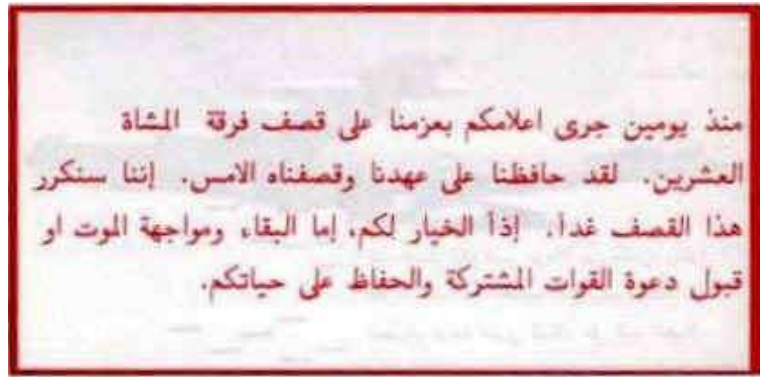 منذ يومين جرى اعلامكم بعزمنا على قصف فرقة المشاة
العشرين. لقد حافظنا على عهدنا وقصفناه الامس. إننا سنكرر
هذا القصف غداً. إذاً الخيار لكم، إما البقاء ومواجهة الموت او
قبول دعوة القوات المشتركة والحفاظ على حياتكم.